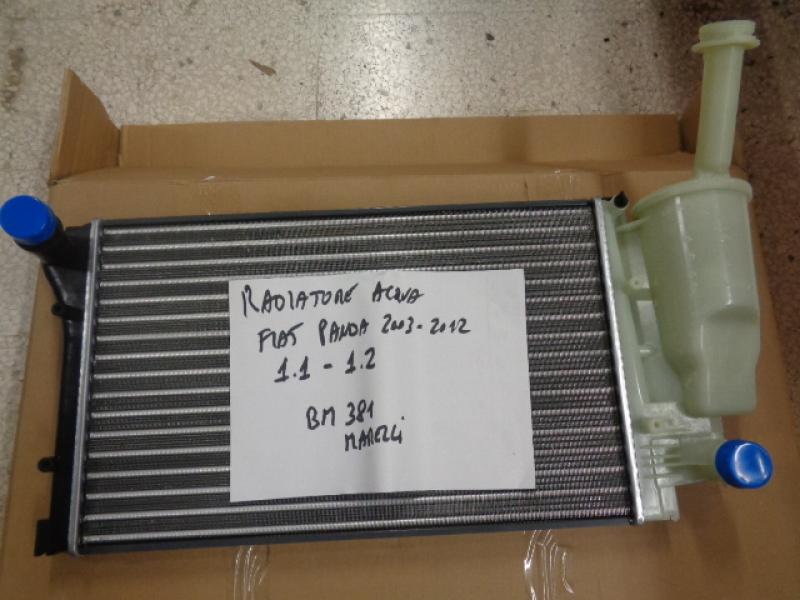 RADIATORE ACQUA
FIAT PANDA 2003-2012
1.1 - 1.2
BM 381
MARELLI